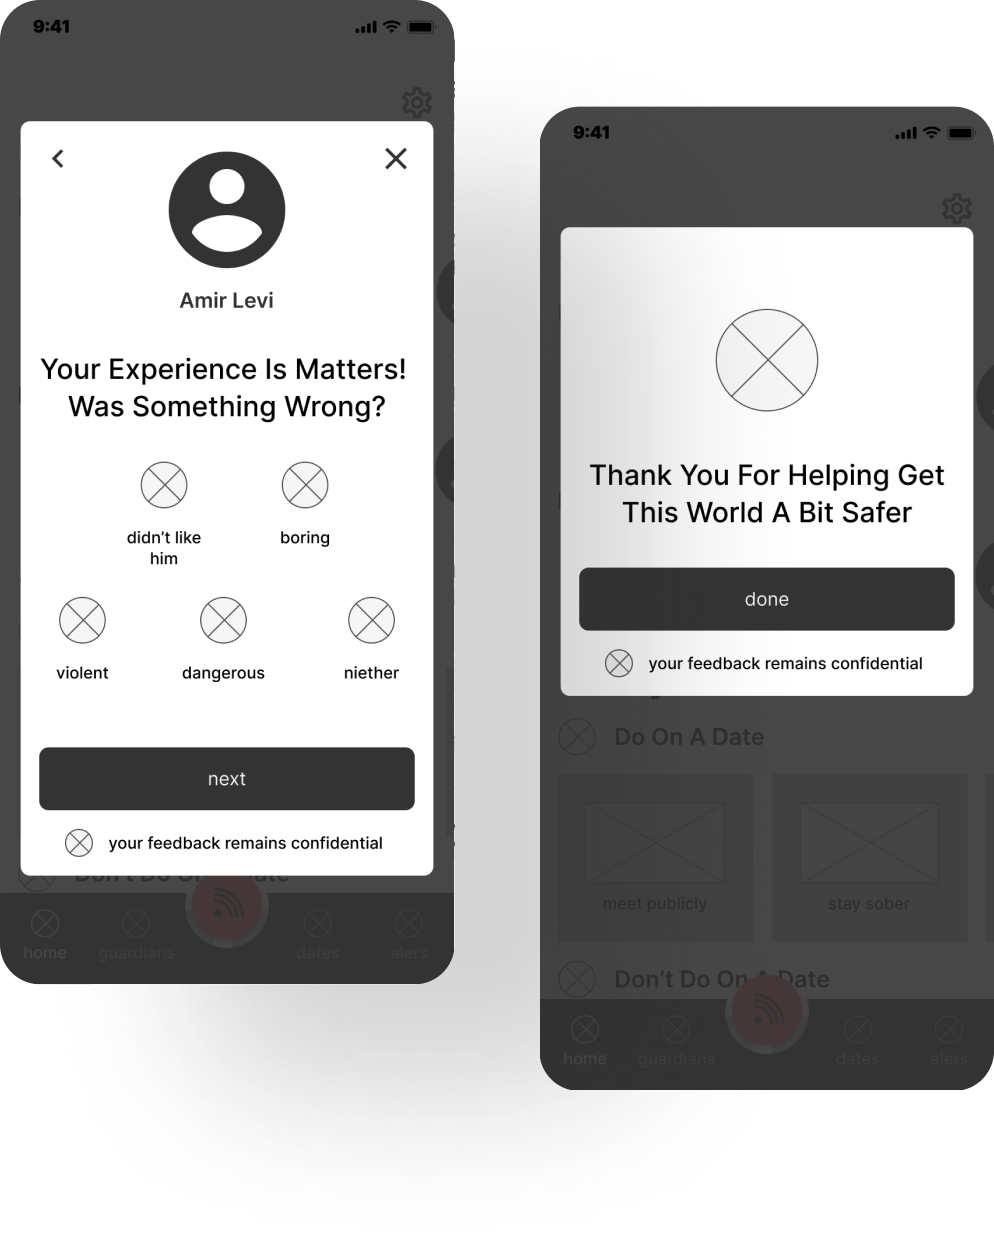 9:41
Amir Levi
Your Experience Is Matters!
Was Something Wrong?
didn't like
him
boring
violent
dangerous
niether
next
your feedback remains confidential
Don't Do On A Date
home
guardians
dates
alers
9:41
Thank You For Helping Get
This World A Bit Safer
done
your feedback remains confidential
Do On A Date
meet publicly
stay sober
Don't Do On A Date
home
guardians
dates
alers